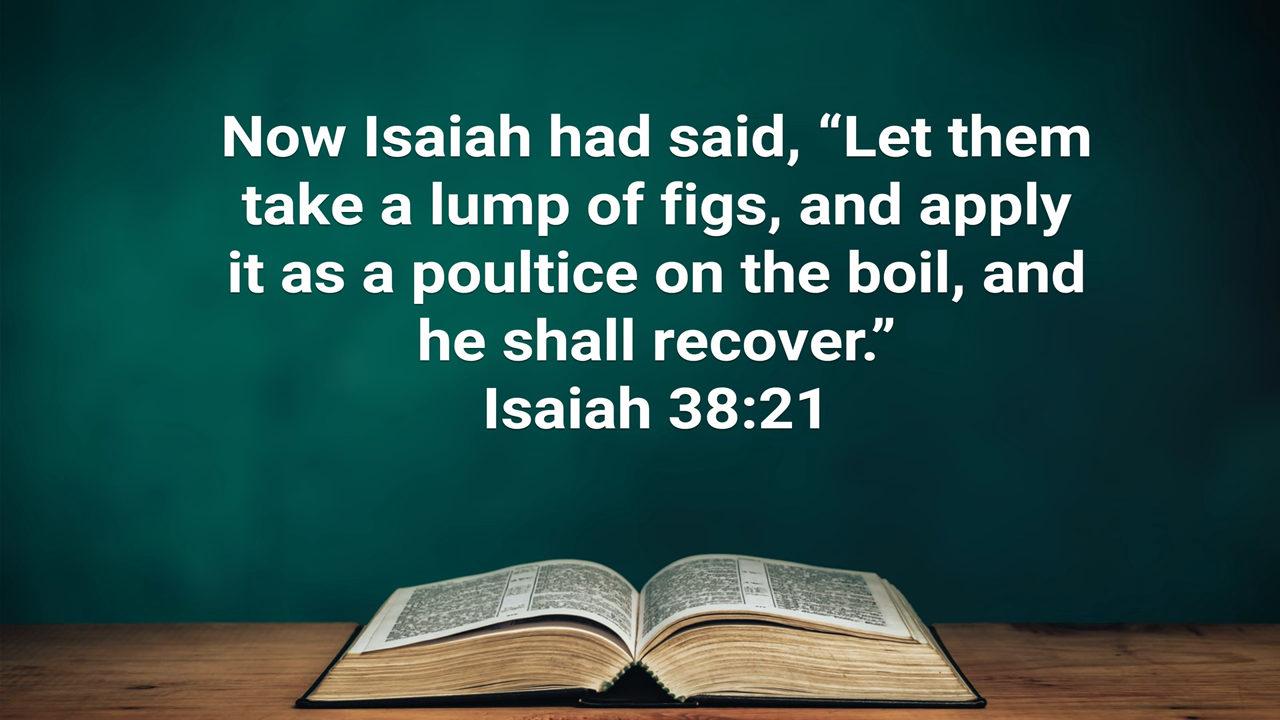 Now Isaiah had said, “Let them
take a lump of figs, and apply
it as a poultice on the boil, and
he shall recover.”
Isaiah 38:21